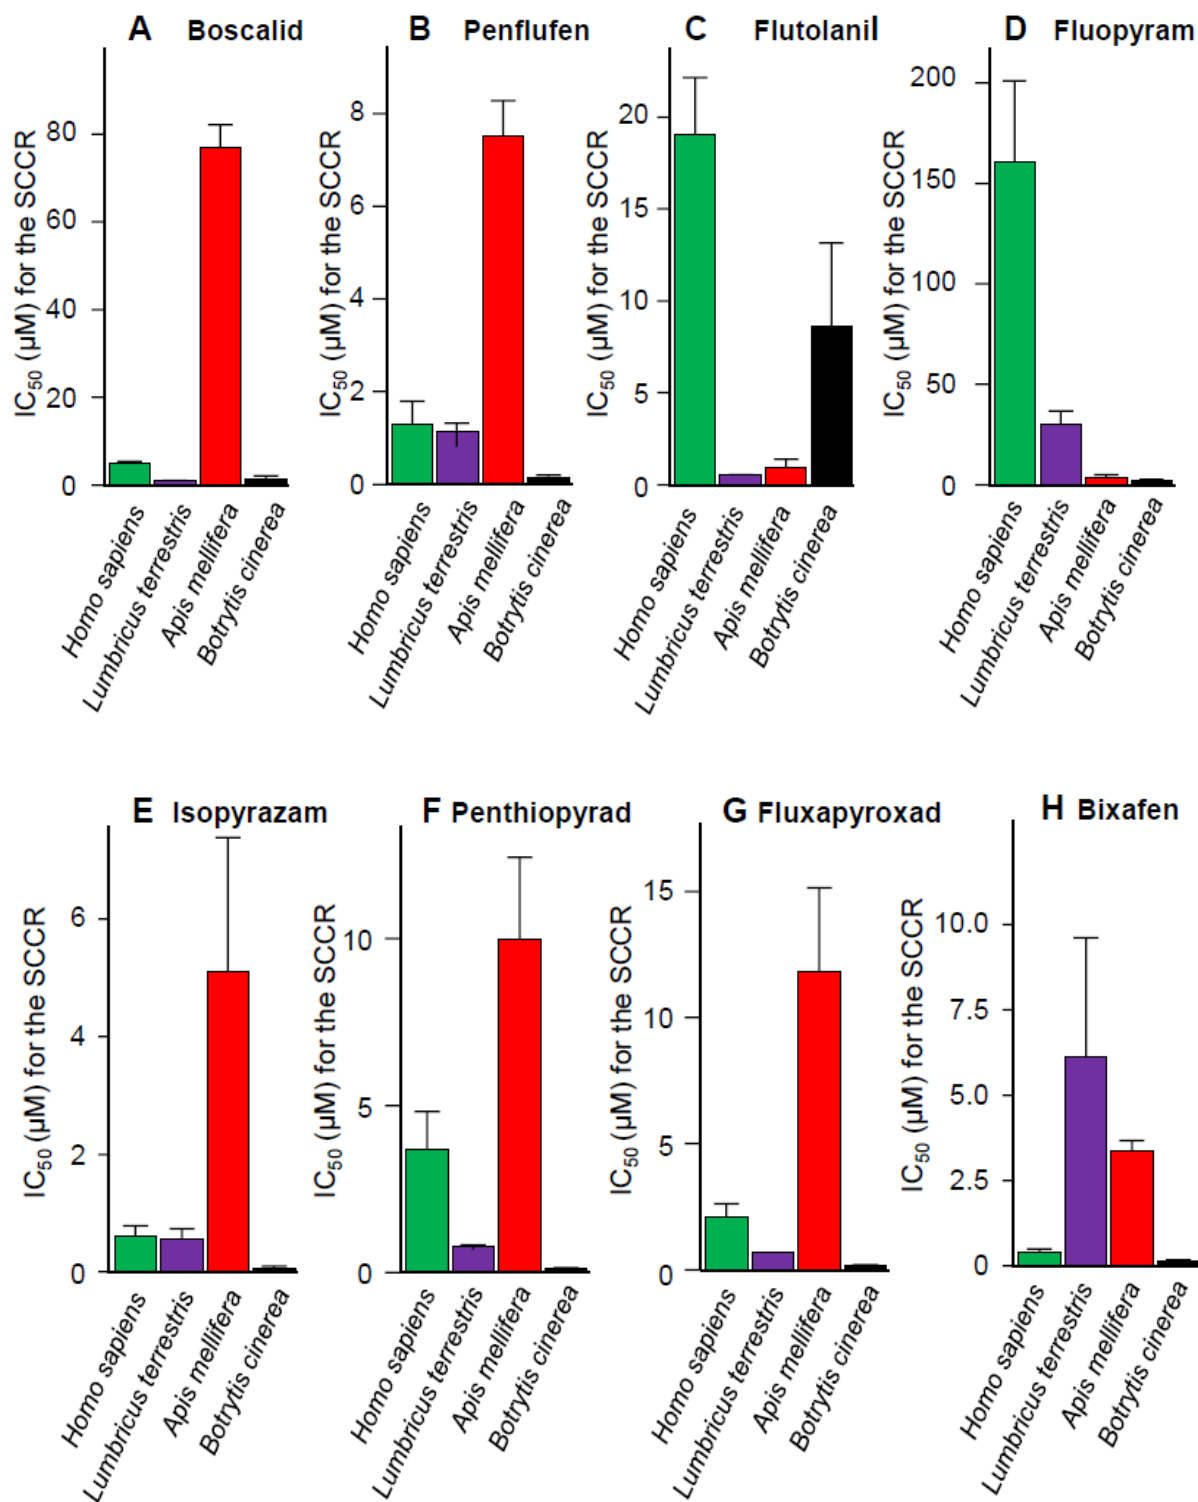 A Boscalid
IC50 (µM) for the SCCR
80
60
40
20
0
Homo sapiens
Lumbricus terrestris
Apis mellifera
Botrytis cinerea
B Penflufen
IC50 (µM) for the SCCR
8
6
4
2
0
Homo sapiens
Lumbricus terrestris
Apis mellifera
Botrytis cinerea
C Flutolanil
IC50 (µM) for the SCCR
20
15
10
5
0
Homo sapiens
Lumbricus terrestris
Apis mellifera
Botrytis cinerea
D Fluopyram
IC50 (µM) for the SCCR
200
150
100
50
0
Homo sapiens
Lumbricus terrestris
Apis mellifera
Botrytis cinerea
E Isopyrazam
IC50 (µM) for the SCCR
6
4
2
0
Homo sapiens
Lumbricus terrestris
Apis mellifera
Botrytis cinerea
F Penthiopyrad
IC50 (µM) for the SCCR
10
5
0
Homo sapiens
Lumbricus terrestris
Apis mellifera
Botrytis cinerea
G Fluxapyroxad
IC50 (µM) for the SCCR
15
10
5
0
Homo sapiens
Lumbricus terrestris
Apis mellifera
Botrytis cinerea
H Bixafen
IC50 (µM) for the SCCR
10.0
7.5
5.0
2.5
0
Homo sapiens
Lumbricus terrestris
Apis mellifera
Botrytis cinerea